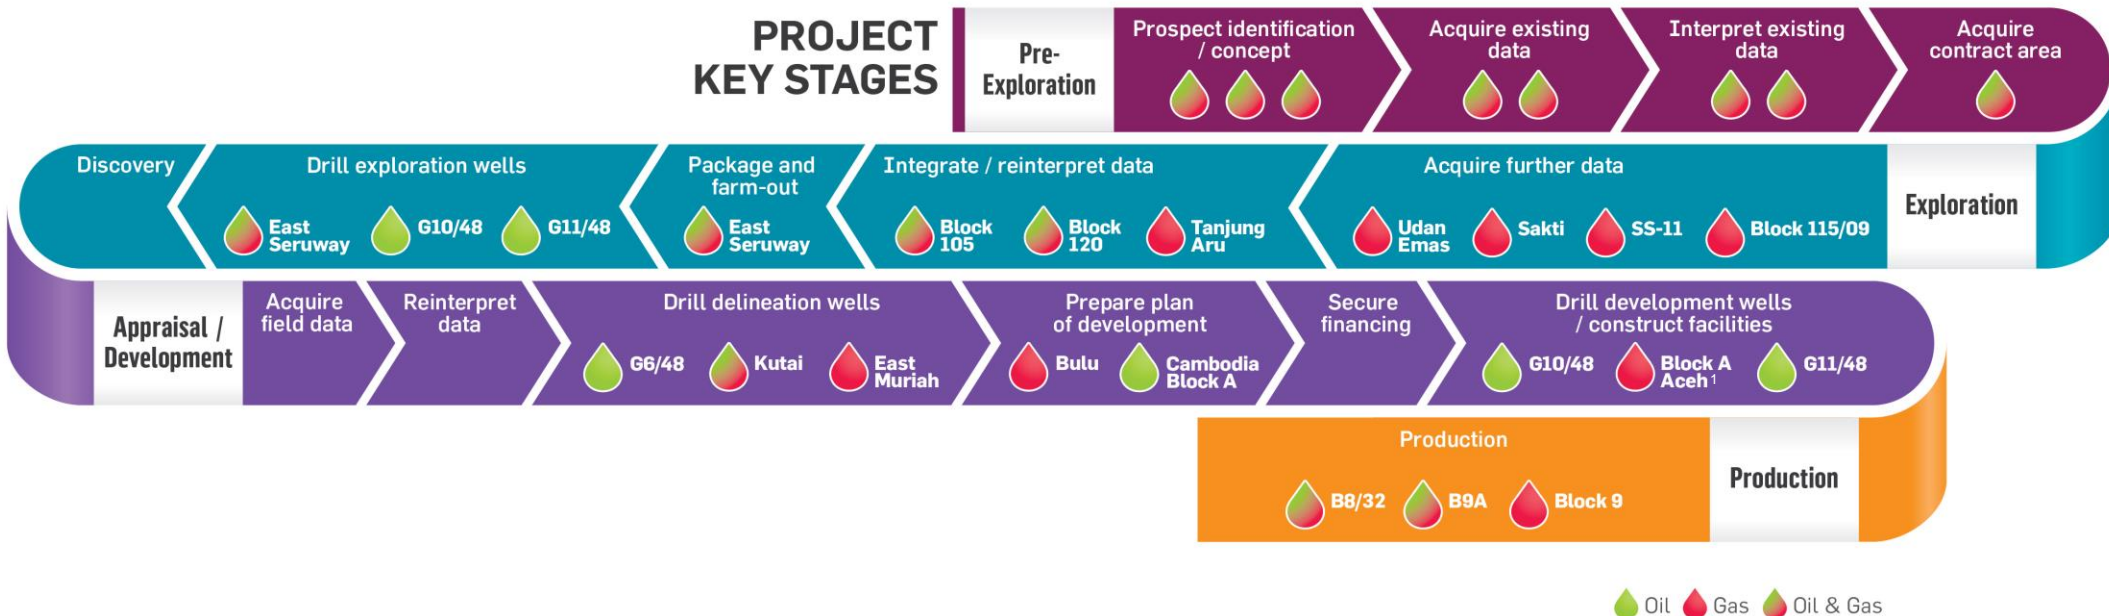 PROJECT
KEY STAGES
Pre-
Exploration
Prospect identification
/ concept
Acquire existing
data
Interpret existing
data
Acquire
contract area
Exploration
Acquire further data
Udan
Emas
Sakti
SS-11
Block 115/09
Integrate / reinterpret data
Block
105
Block
120
Tanjung
Aru
Package and
farm-out
East
Seruway
Drill exploration wells
East
Seruway
G10/48
G11/48
Discovery
Appraisal /
Development
Acquire
field data
Reinterpret
data
Drill delineation wells
G6/48
Kutai
East
Muriah
Prepare plan
of development
Bulu
Cambodia
Block A
Secure
financing
Drill development wells
/ construct facilities
G10/48
Block A
Aceh¹
G11/48
Production
Production
B8/32
B9A
Block 9
Oil Gas Oil & Gas